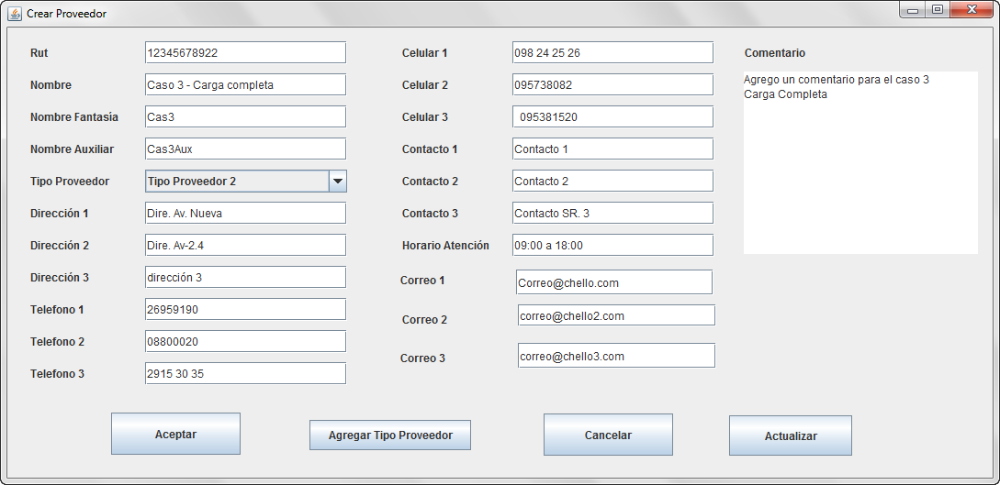 Crear Proveedor
Rut 12345678922
Nombre Caso 3 - Carga completa
Nombre Fantasía Cas3
Nombre Auxiliar Cas3Aux
Tipo Proveedor Tipo Proveedor 2
Dirección 1 Dire. Av. Nueva
Dirección 2 Dire. Av-2.4
Dirección 3 dirección 3
Telefono 1 26959190
Telefono 2 08800020
Telefono 3 2915 30 35
Celular 1 098 24 25 26
Celular 2 095738082
Celular 3 095381520
Contacto 1 Contacto 1
Contacto 2 Contacto 2
Contacto 3 Contacto SR. 3
Horario Atención 09:00 a 18:00
Correo 1 Correo@chello.com
Correo 2 correo@chello2.com
Correo 3 correo@chello3.com
Comentario
Agrego un comentario para el caso 3
Carga Completa
Aceptar
Agregar Tipo Proveedor
Cancelar
Actualizar